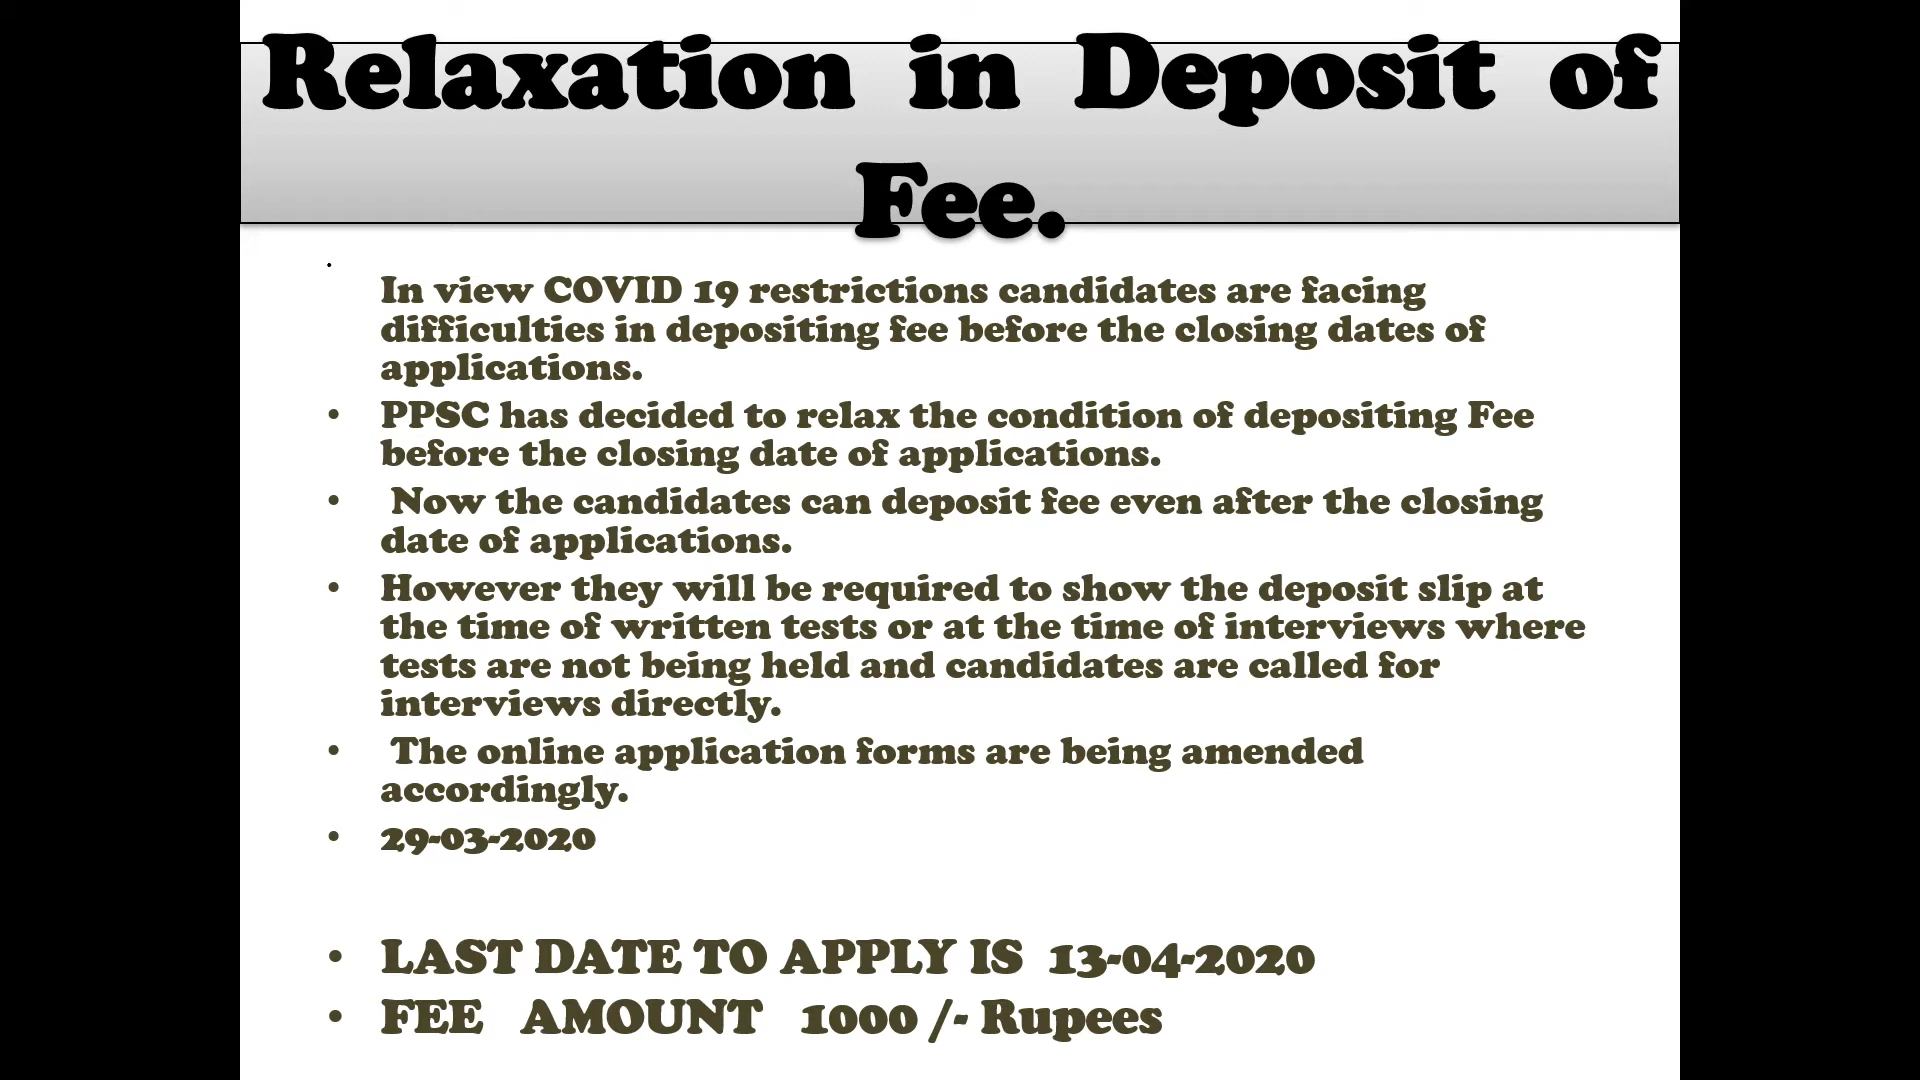 Relaxation in Deposit of
Fee.
• In view COVID 19 restrictions candidates are facing
difficulties in depositing fee before the closing dates of
applications.
• PPSC has decided to relax the condition of depositing Fee
before the closing date of applications.
• Now the candidates can deposit fee even after the closing
date of applications.
• However they will be required to show the deposit slip at
the time of written tests or at the time of interviews where
tests are not being held and candidates are called for
interviews directly.
• The online application forms are being amended
accordingly.
• 29-03-2020
• LAST DATE TO APPLY IS 13-04-2020
• FEE AMOUNT 1000 /- Rupees